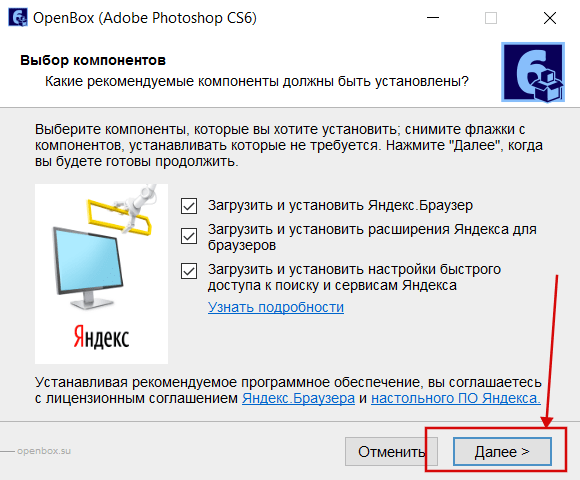 OpenBox (Adobe Photoshop CS6)
Выбор компонентов
Какие рекомендуемые компоненты должны быть установлены?
6
Выберите компоненты, которые вы хотите установить; снимите флажки с
компонентов, устанавливать которые не требуется. Нажмите "Далее", когда
вы будете готовы продолжить.
Загрузить и установить Яндекс.Браузер
Загрузить и установить расширения Яндекса для
браузеров
Загрузить и установить настройки быстрого
доступа к поиску и сервисам Яндекса
Узнать подробности
Яндекс
Устанавливая рекомендуемое программное обеспечение, вы соглашаетесь
с лицензионным соглашением Яндекс.Браузера и настольного ПО Яндекса.
openbox.su
Отменить
Далее >